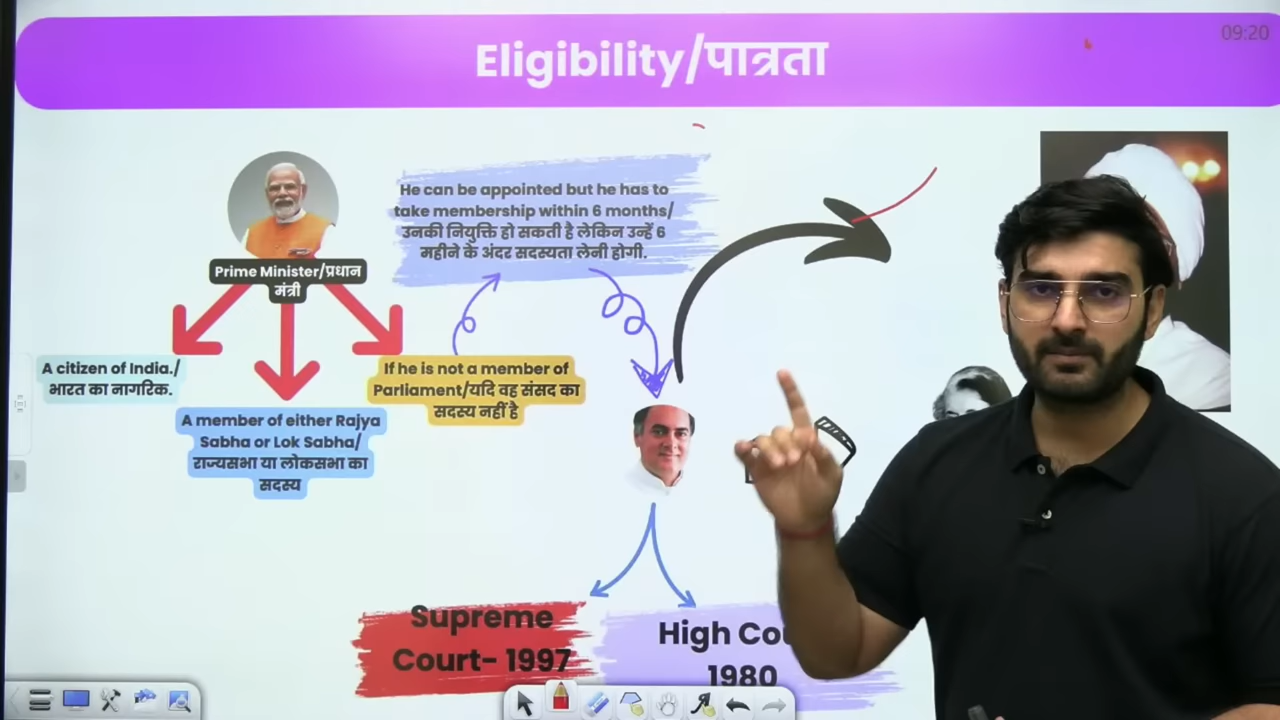 09:20
Eligibility/पात्रता
He can be appointed but he has to
take membership within 6 months/
उनकी नियुक्ति हो सकती है लेकिन उन्हें 6
महीने के अंदर सदस्यता लेनी होगी.
Prime Minister/प्रधान
मंत्री
A citizen of India./
भारत का नागरिक.
If he is not a member of
Parliament/यदि वह संसद का
सदस्य नहीं है
A member of either Rajya
Sabha or Lok Sabha/
राज्यसभा या लोकसभा का
सदस्य
Supreme
Court- 1997
High
1980